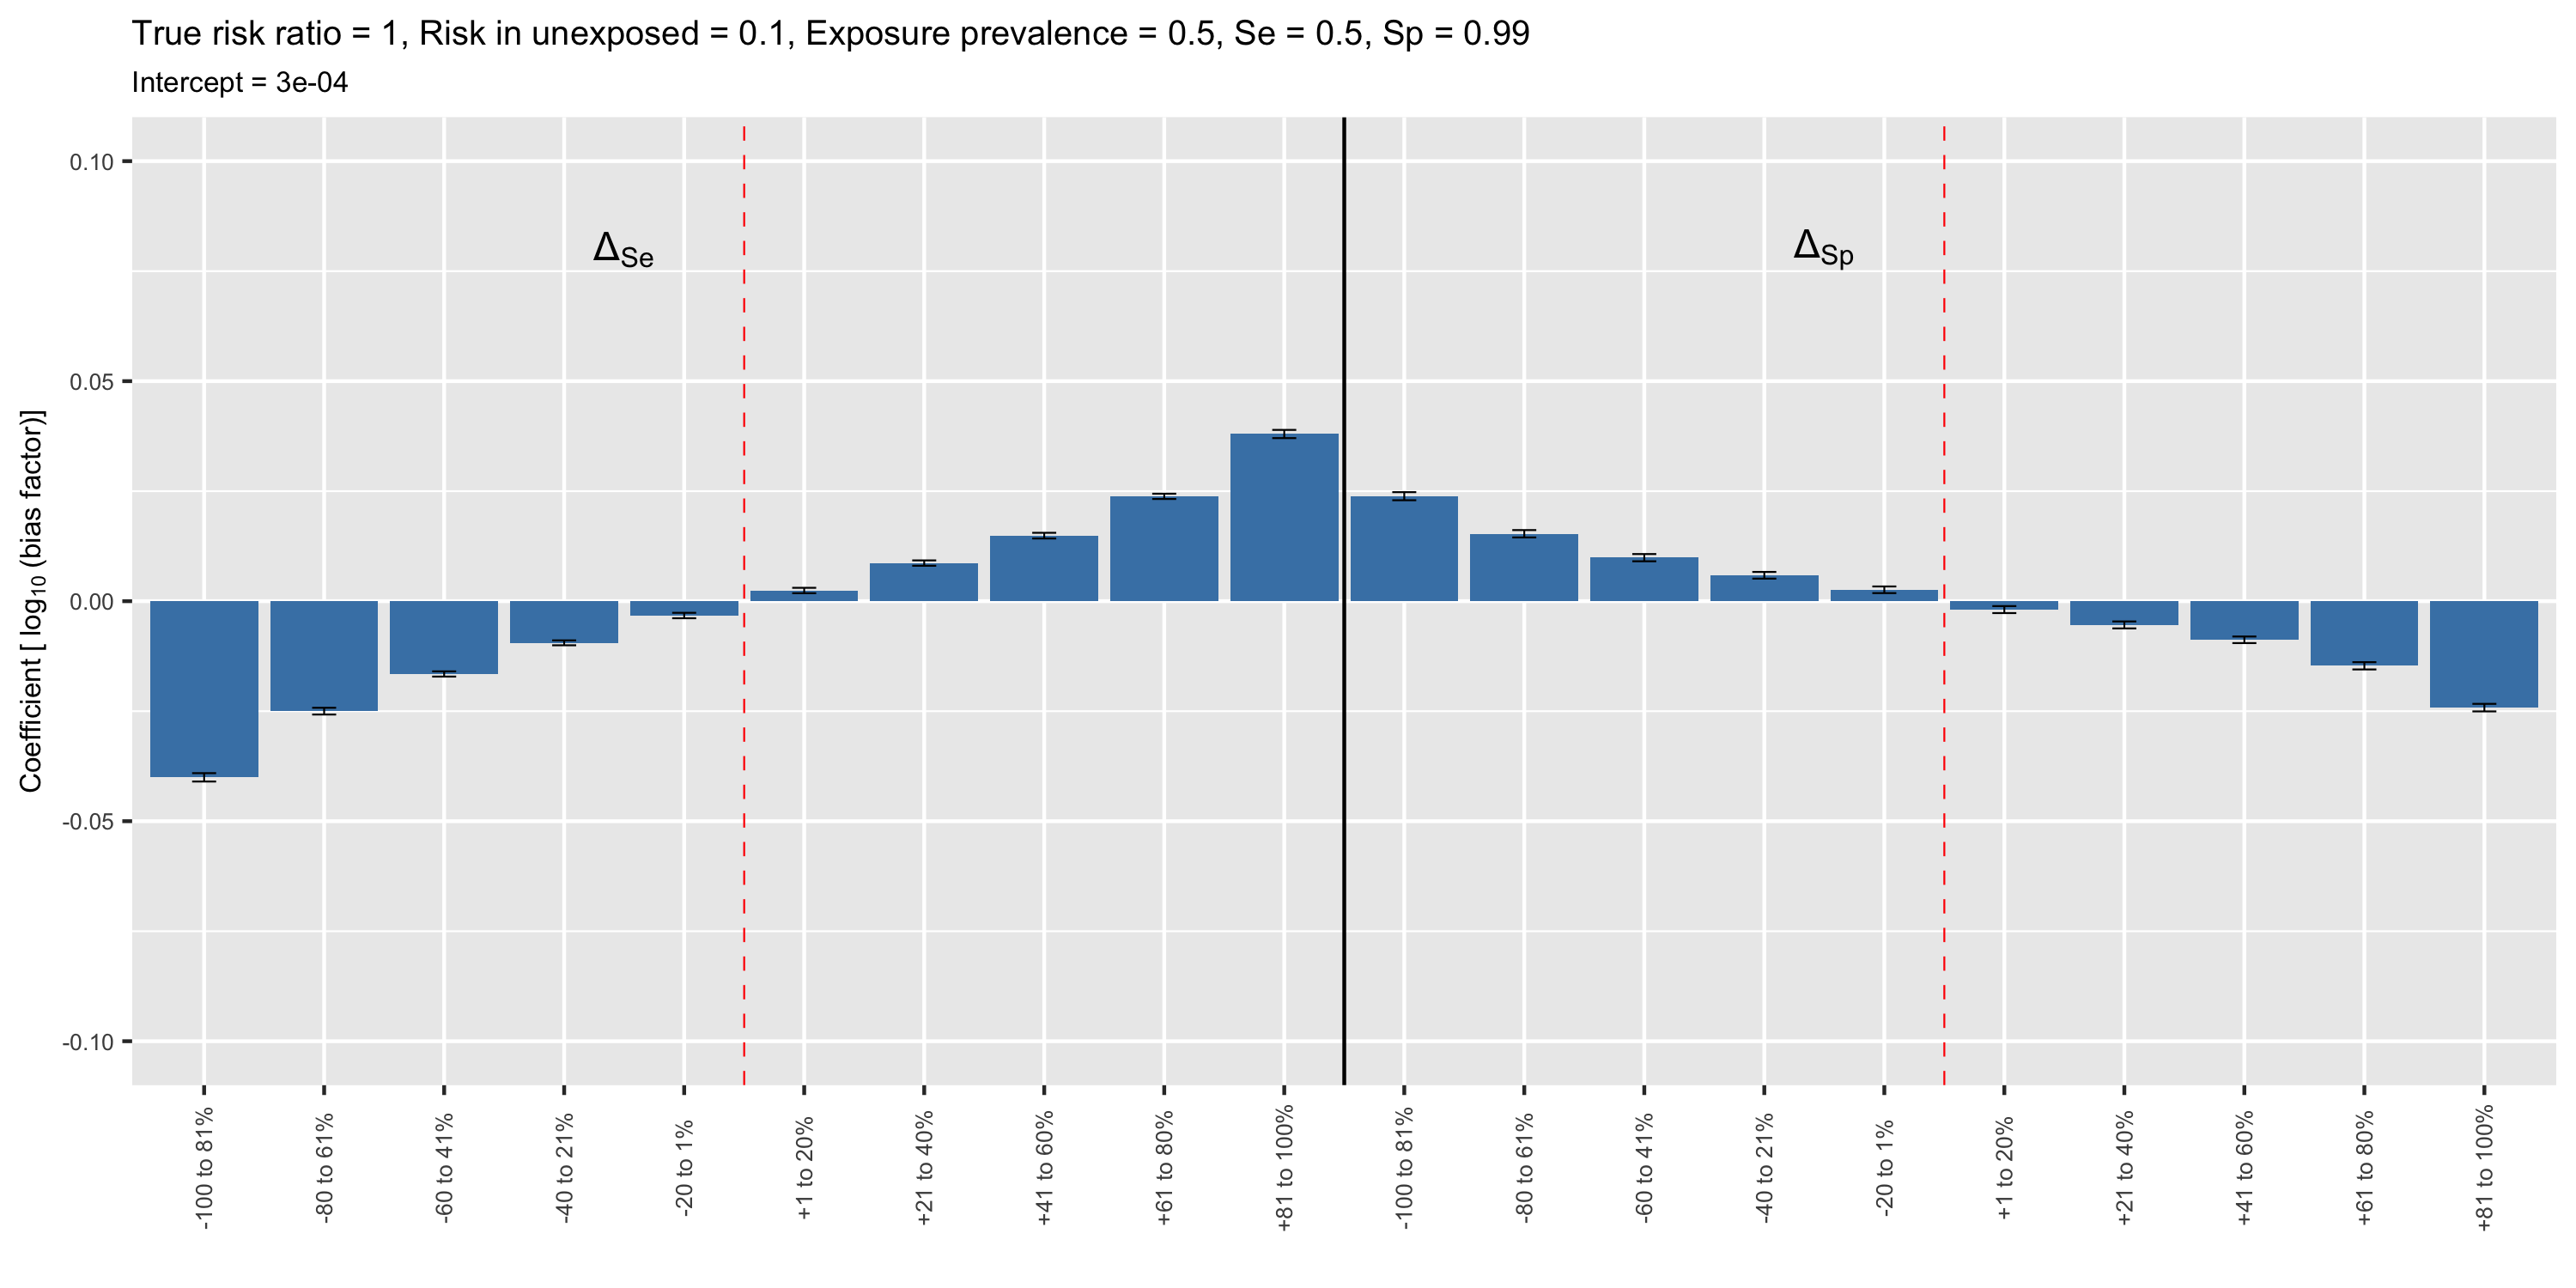 True risk ratio = 1, Risk in unexposed = 0.1, Exposure prevalence = 0.5, Se = 0.5, Sp = 0.99
Intercept = 3e-04
Coefficient [ log10 (bias factor)]
0.10
0.05
0.00
-0.05
-0.10
ΔSe
ΔSp
-100 to 81%
-80 to 61%
-60 to 41%
-40 to 21%
-20 to 1%
+1 to 20%
+21 to 40%
+41 to 60%
+61 to 80%
+81 to 100%
-100 to 81%
-80 to 61%
-60 to 41%
-40 to 21%
-20 to 1%
+1 to 20%
+21 to 40%
+41 to 60%
+61 to 80%
+81 to 100%